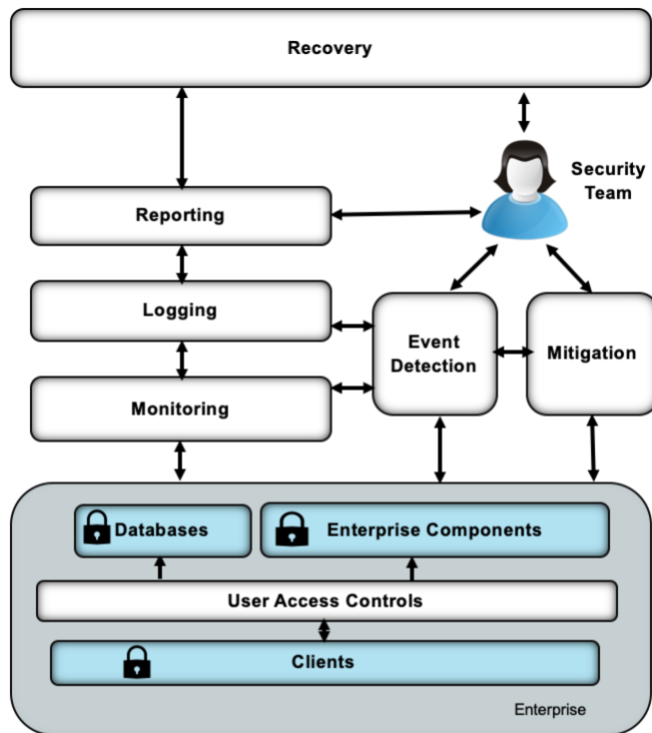 Recovery
Security
Team
Reporting
Logging
Event
Detection
Mitigation
Monitoring
Databases
Enterprise Components
User Access Controls
Clients
Enterprise